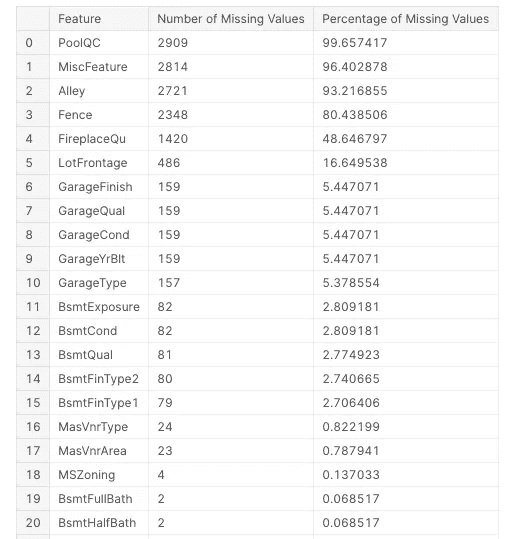 Feature Number of Missing Values Percentage of Missing Values
0 PoolQC 2909 99.657417
1 MiscFeature 2814 96.402878
2 Alley 2721 93.216855
3 Fence 2348 80.438506
4 FireplaceQu 1420 48.646797
5 LotFrontage 486 16.649538
6 GarageFinish 159 5.447071
7 GarageQual 159 5.447071
8 GarageCond 159 5.447071
9 GarageYrBlt 159 5.447071
10 GarageType 157 5.378554
11 BsmtExposure 82 2.809181
12 BsmtCond 82 2.809181
13 BsmtQual 81 2.774923
14 BsmtFinType2 80 2.740665
15 BsmtFinType1 79 2.706406
16 MasVnrType 24 0.822199
17 MasVnrArea 23 0.787941
18 MSZoning 4 0.137033
19 BsmtFullBath 2 0.068517
20 BsmtHalfBath 2 0.068517